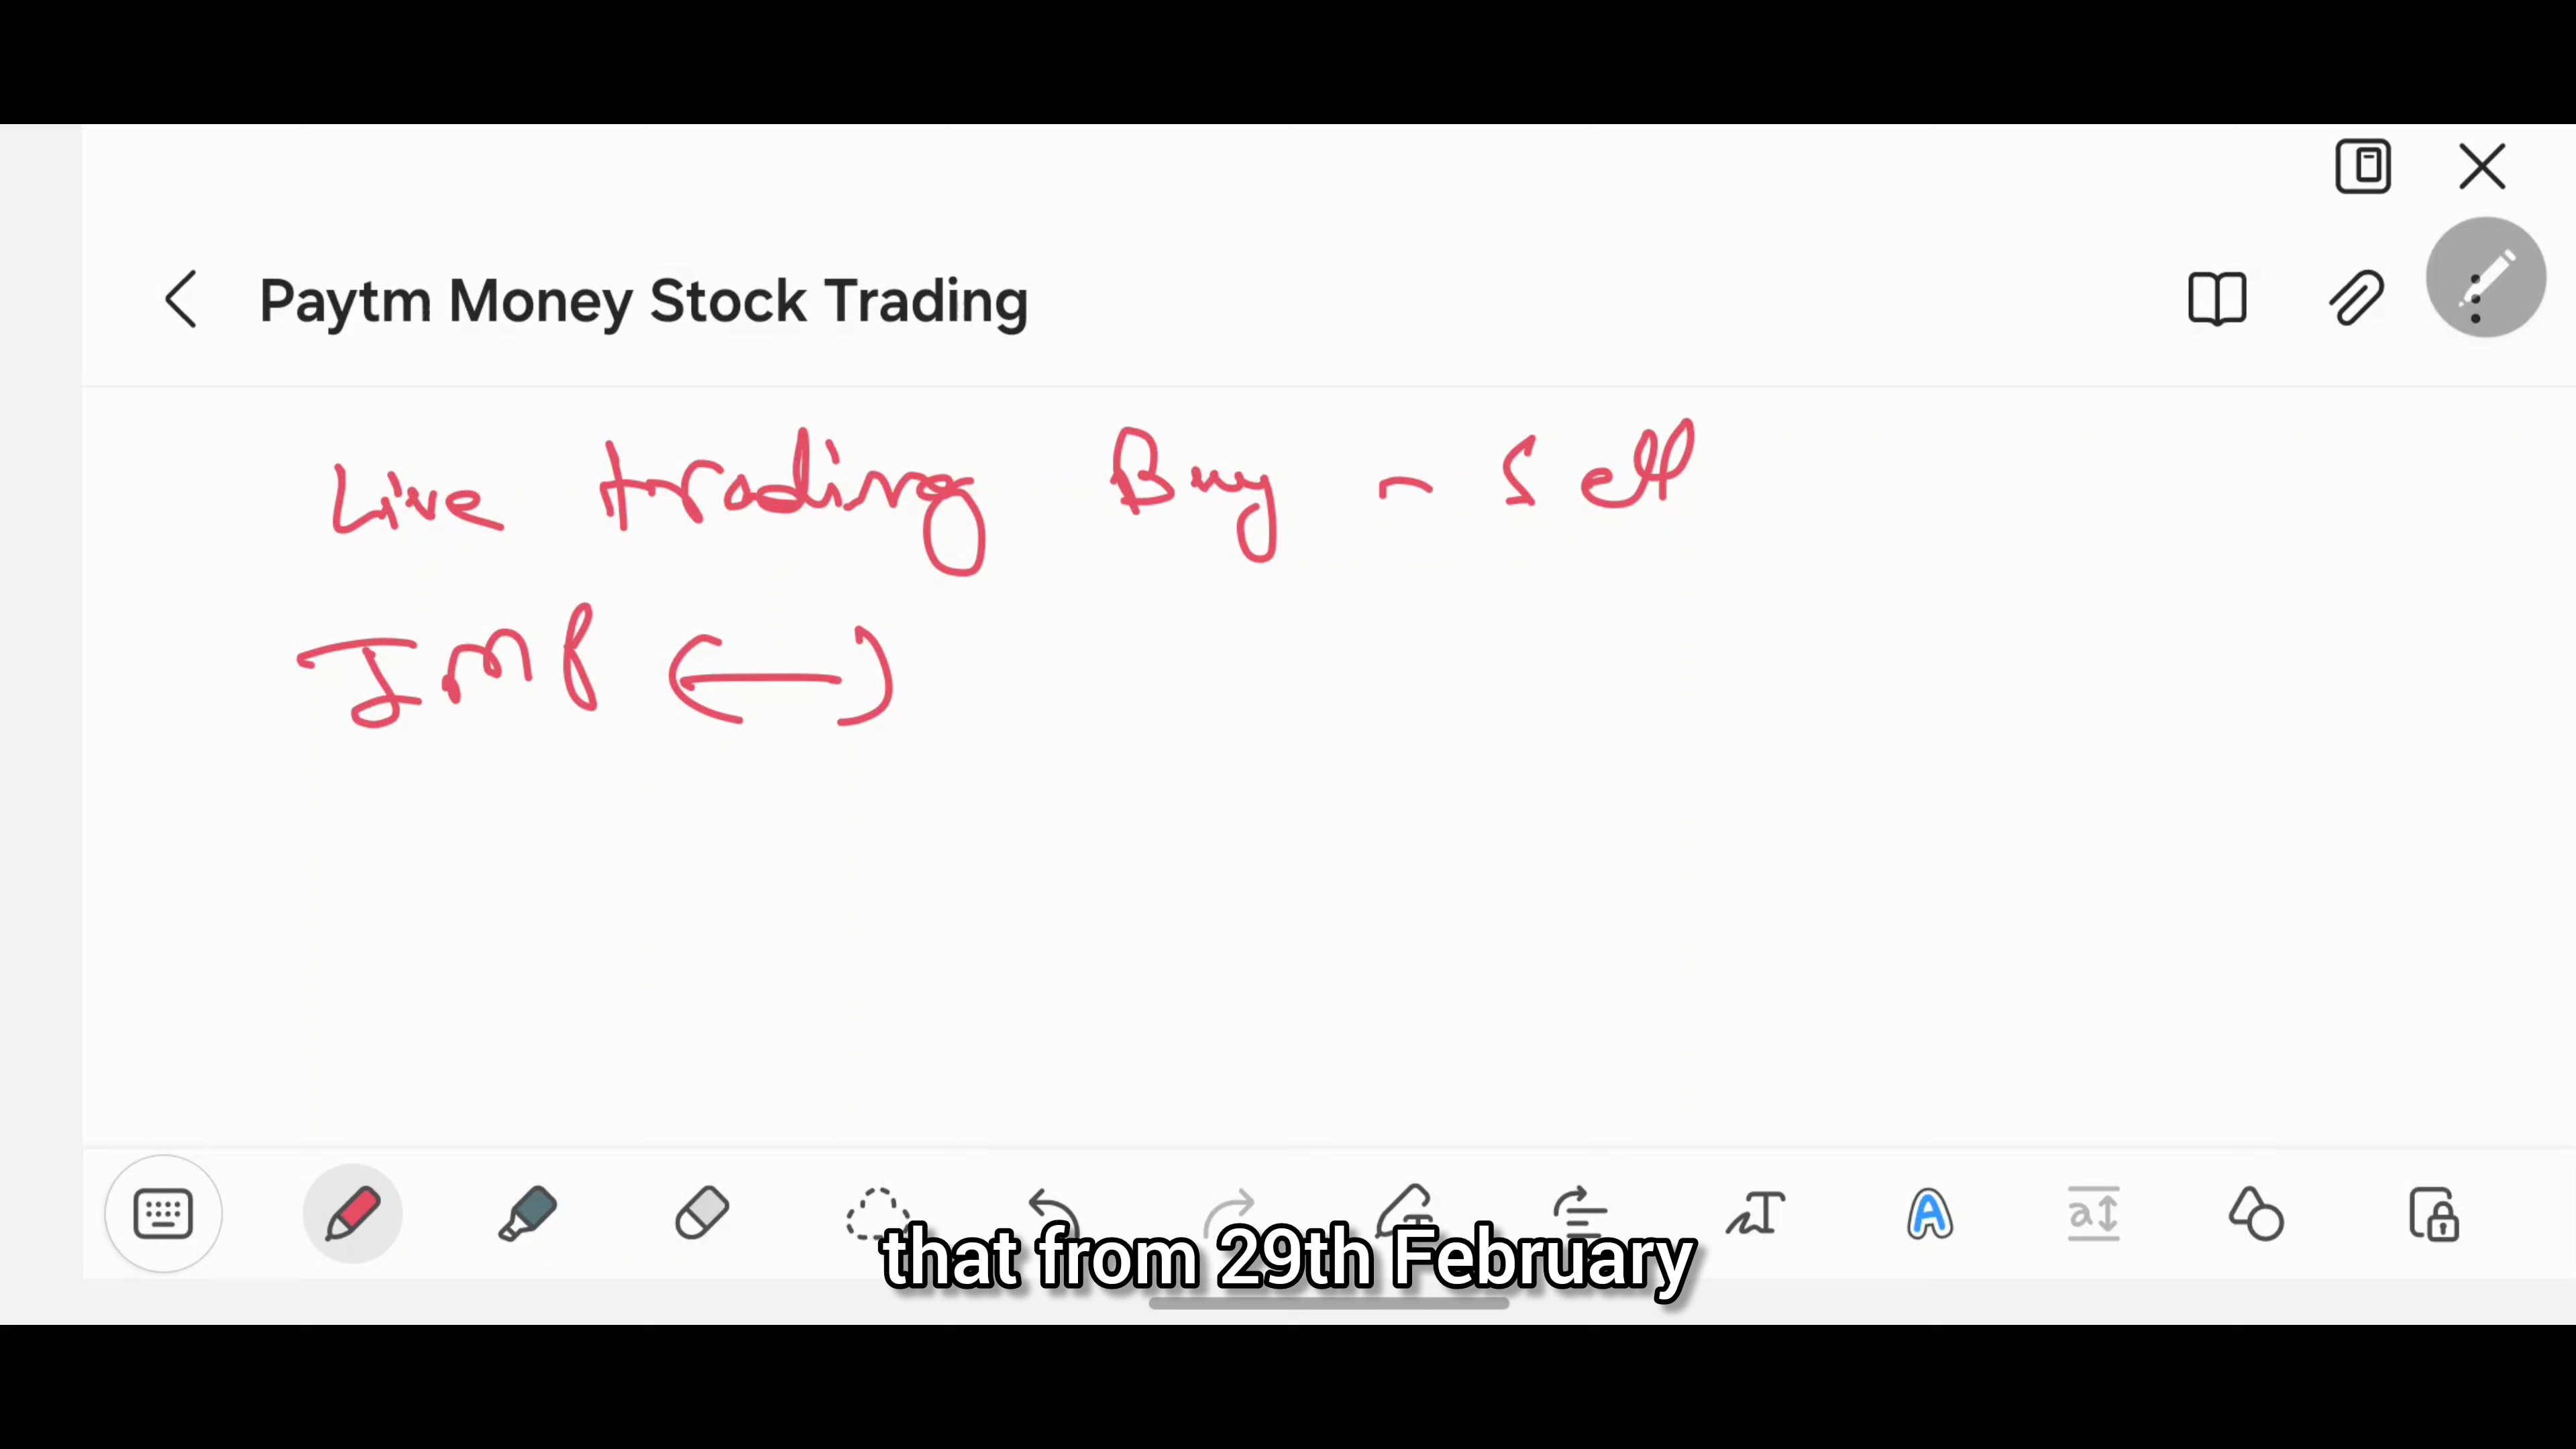 Paytm Money Stock Trading
Live trading Buy - Sell
Imp (—)
that from 29th February